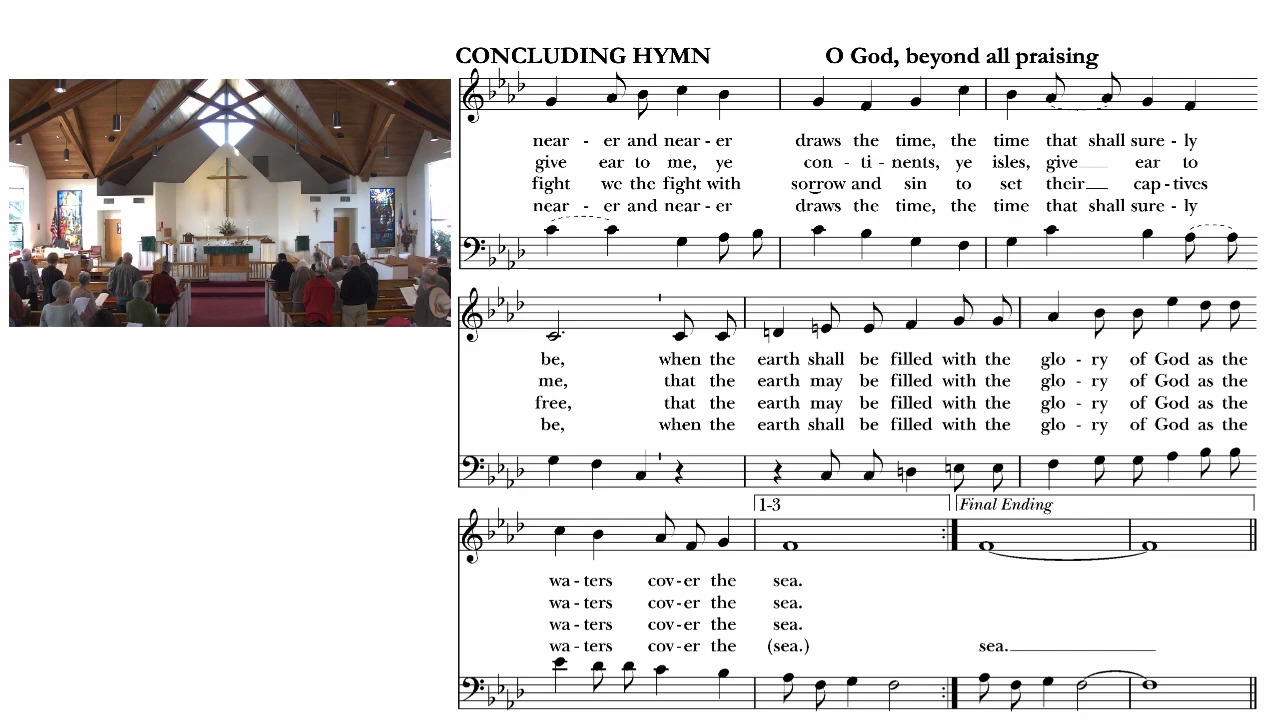 CONCLUDING HYMN O God, beyond all praising
near - er and near - er draws the time, the time that shall sure - ly
give ear to me, ye con - ti - nents, ye isles, give ear to
fight we the fight with sorrow and sin to set their cap - tives
near - er and near - er draws the time, the time that shall sure - ly
be, when the earth shall be filled with the glo - ry of God as the
me, that the earth may be filled with the glo - ry of God as the
free, that the earth may be filled with the glo - ry of God as the
be, when the earth shall be filled with the glo - ry of God as the
1-3 Final Ending
wa - ters cov - er the sea.
wa - ters cov - er the sea.
wa - ters cov - er the sea.
wa - ters cov - er the (sea.) sea.